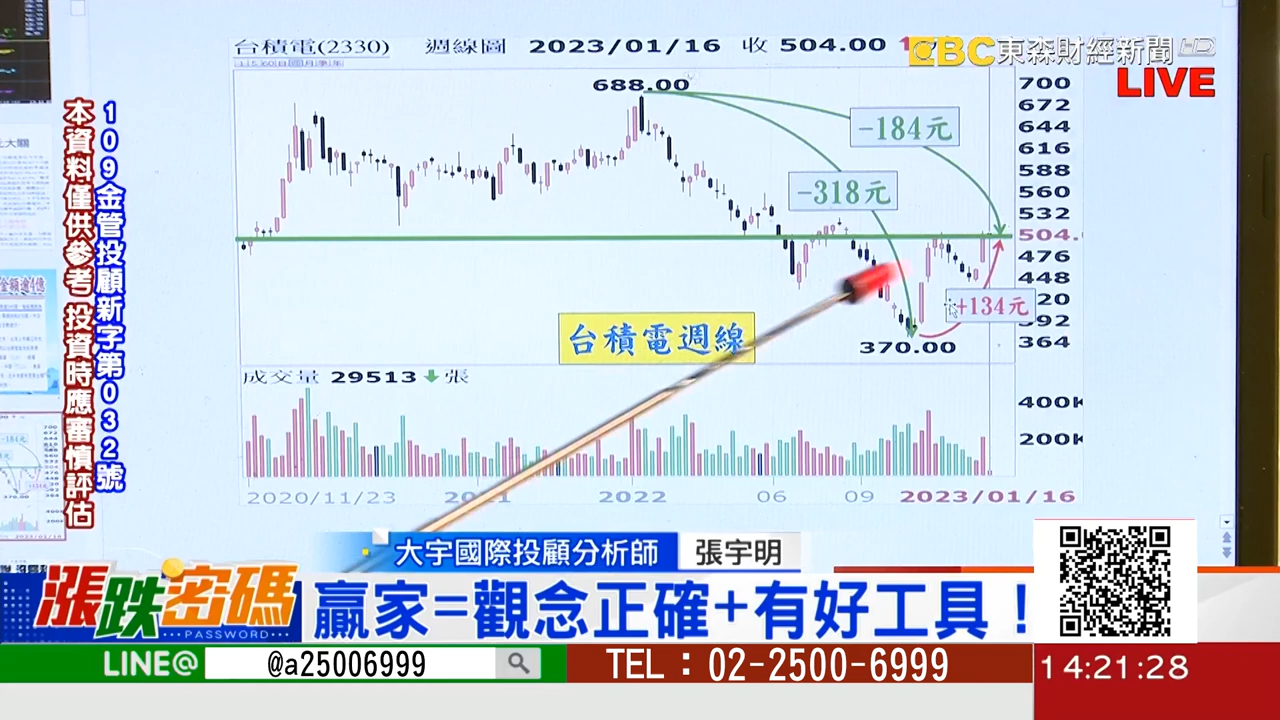 台積電(2330) 週線圖 2023/01/16 收 504.00
EBC 東森財經新聞 HD
LIVE
本資料僅供參考 投資時應審慎評估
109金管投顧新字第032號
688.00
-184元
-318元
+134元
370.00
台積電週線
700
672
644
616
588
560
532
504.
476
448
20
392
364
成交量 29513 張
400K
200K
2020/11/23 2021 2022 06 09 2023/01/16
大宇國際投顧分析師 張宇明
漲跌密碼
PASSWORD
贏家=觀念正確+有好工具！
LINE@ @a25006999 TEL：02-2500-6999
14:21:28